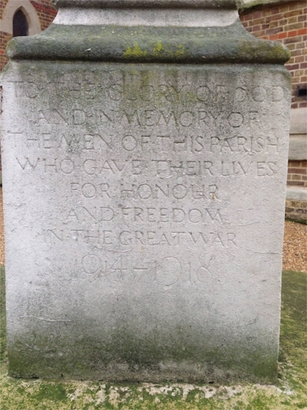 TO THE GLORY OF GOD
AND IN MEMORY OF
THE MEN OF THIS PARISH
WHO GAVE THEIR LIVES
FOR HONOUR
AND FREEDOM
IN THE GREAT WAR
1914-1918